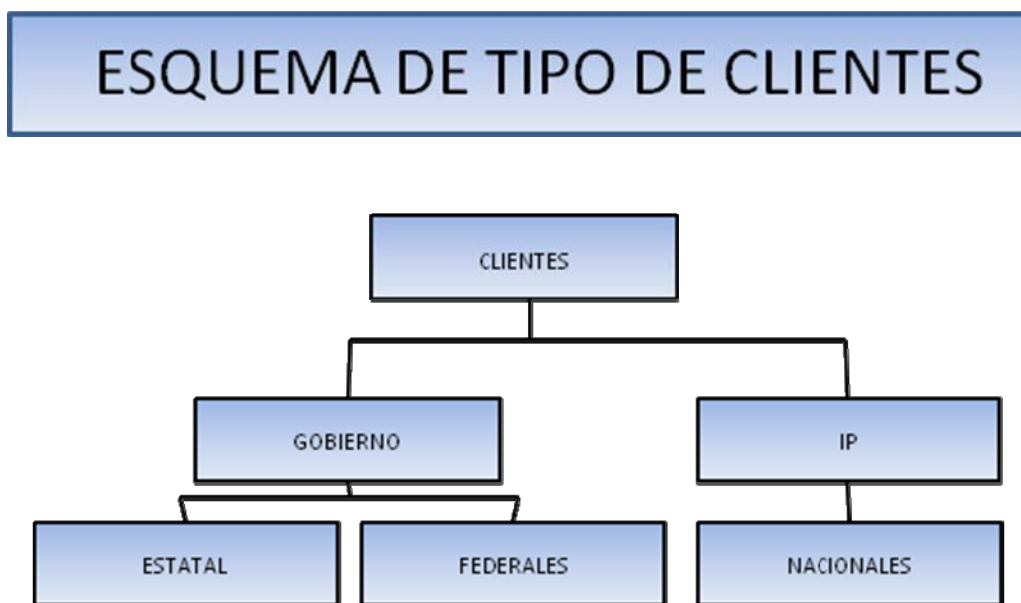 ESQUEMA DE TIPO DE CLIENTES
CLIENTES
GOBIERNO
IP
ESTATAL
FEDERALES
NACIONALES